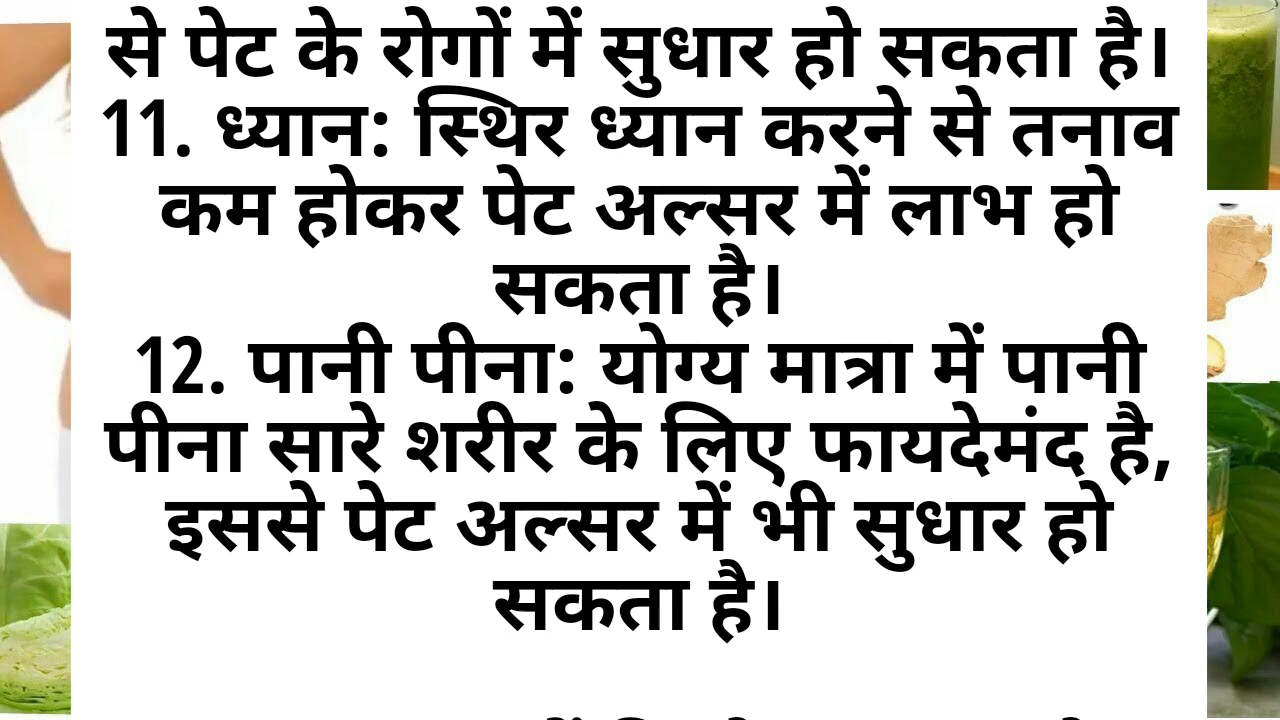 से पेट के रोगों में सुधार हो सकता है।
11. ध्यान: स्थिर ध्यान करने से तनाव
कम होकर पेट अल्सर में लाभ हो
सकता है।
12. पानी पीना: योग्य मात्रा में पानी
पीना सारे शरीर के लिए फायदेमंद है,
इससे पेट अल्सर में भी सुधार हो
सकता है।